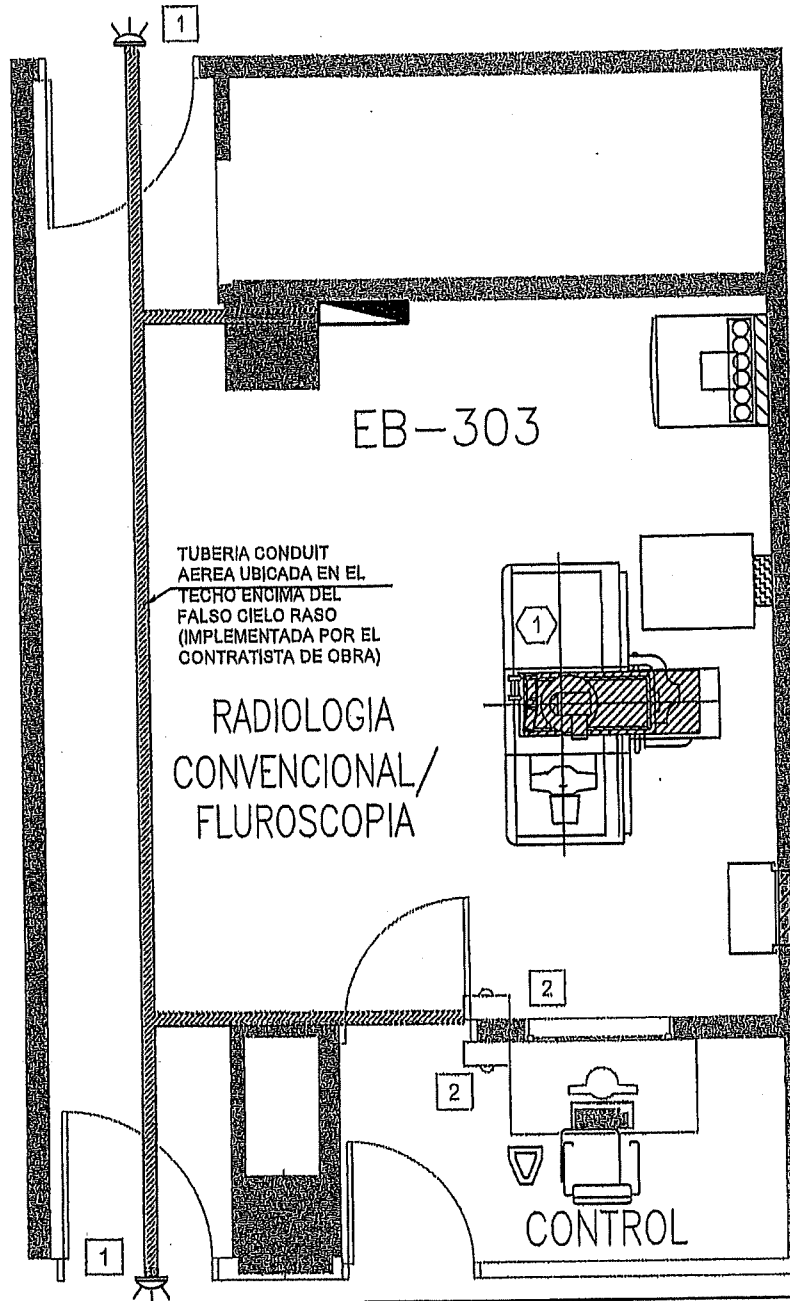 1
EB-303
TUBERIA CONDUIT
AEREA UBICADA EN EL
TECHO ENCIMA DEL
FALSO CIELO RASO
(IMPLEMENTADA POR EL
CONTRATISTA DE OBRA)
1
RADIOLOGIA
CONVENCIONAL/
FLUROSCOPIA
2
2
CONTROL
1